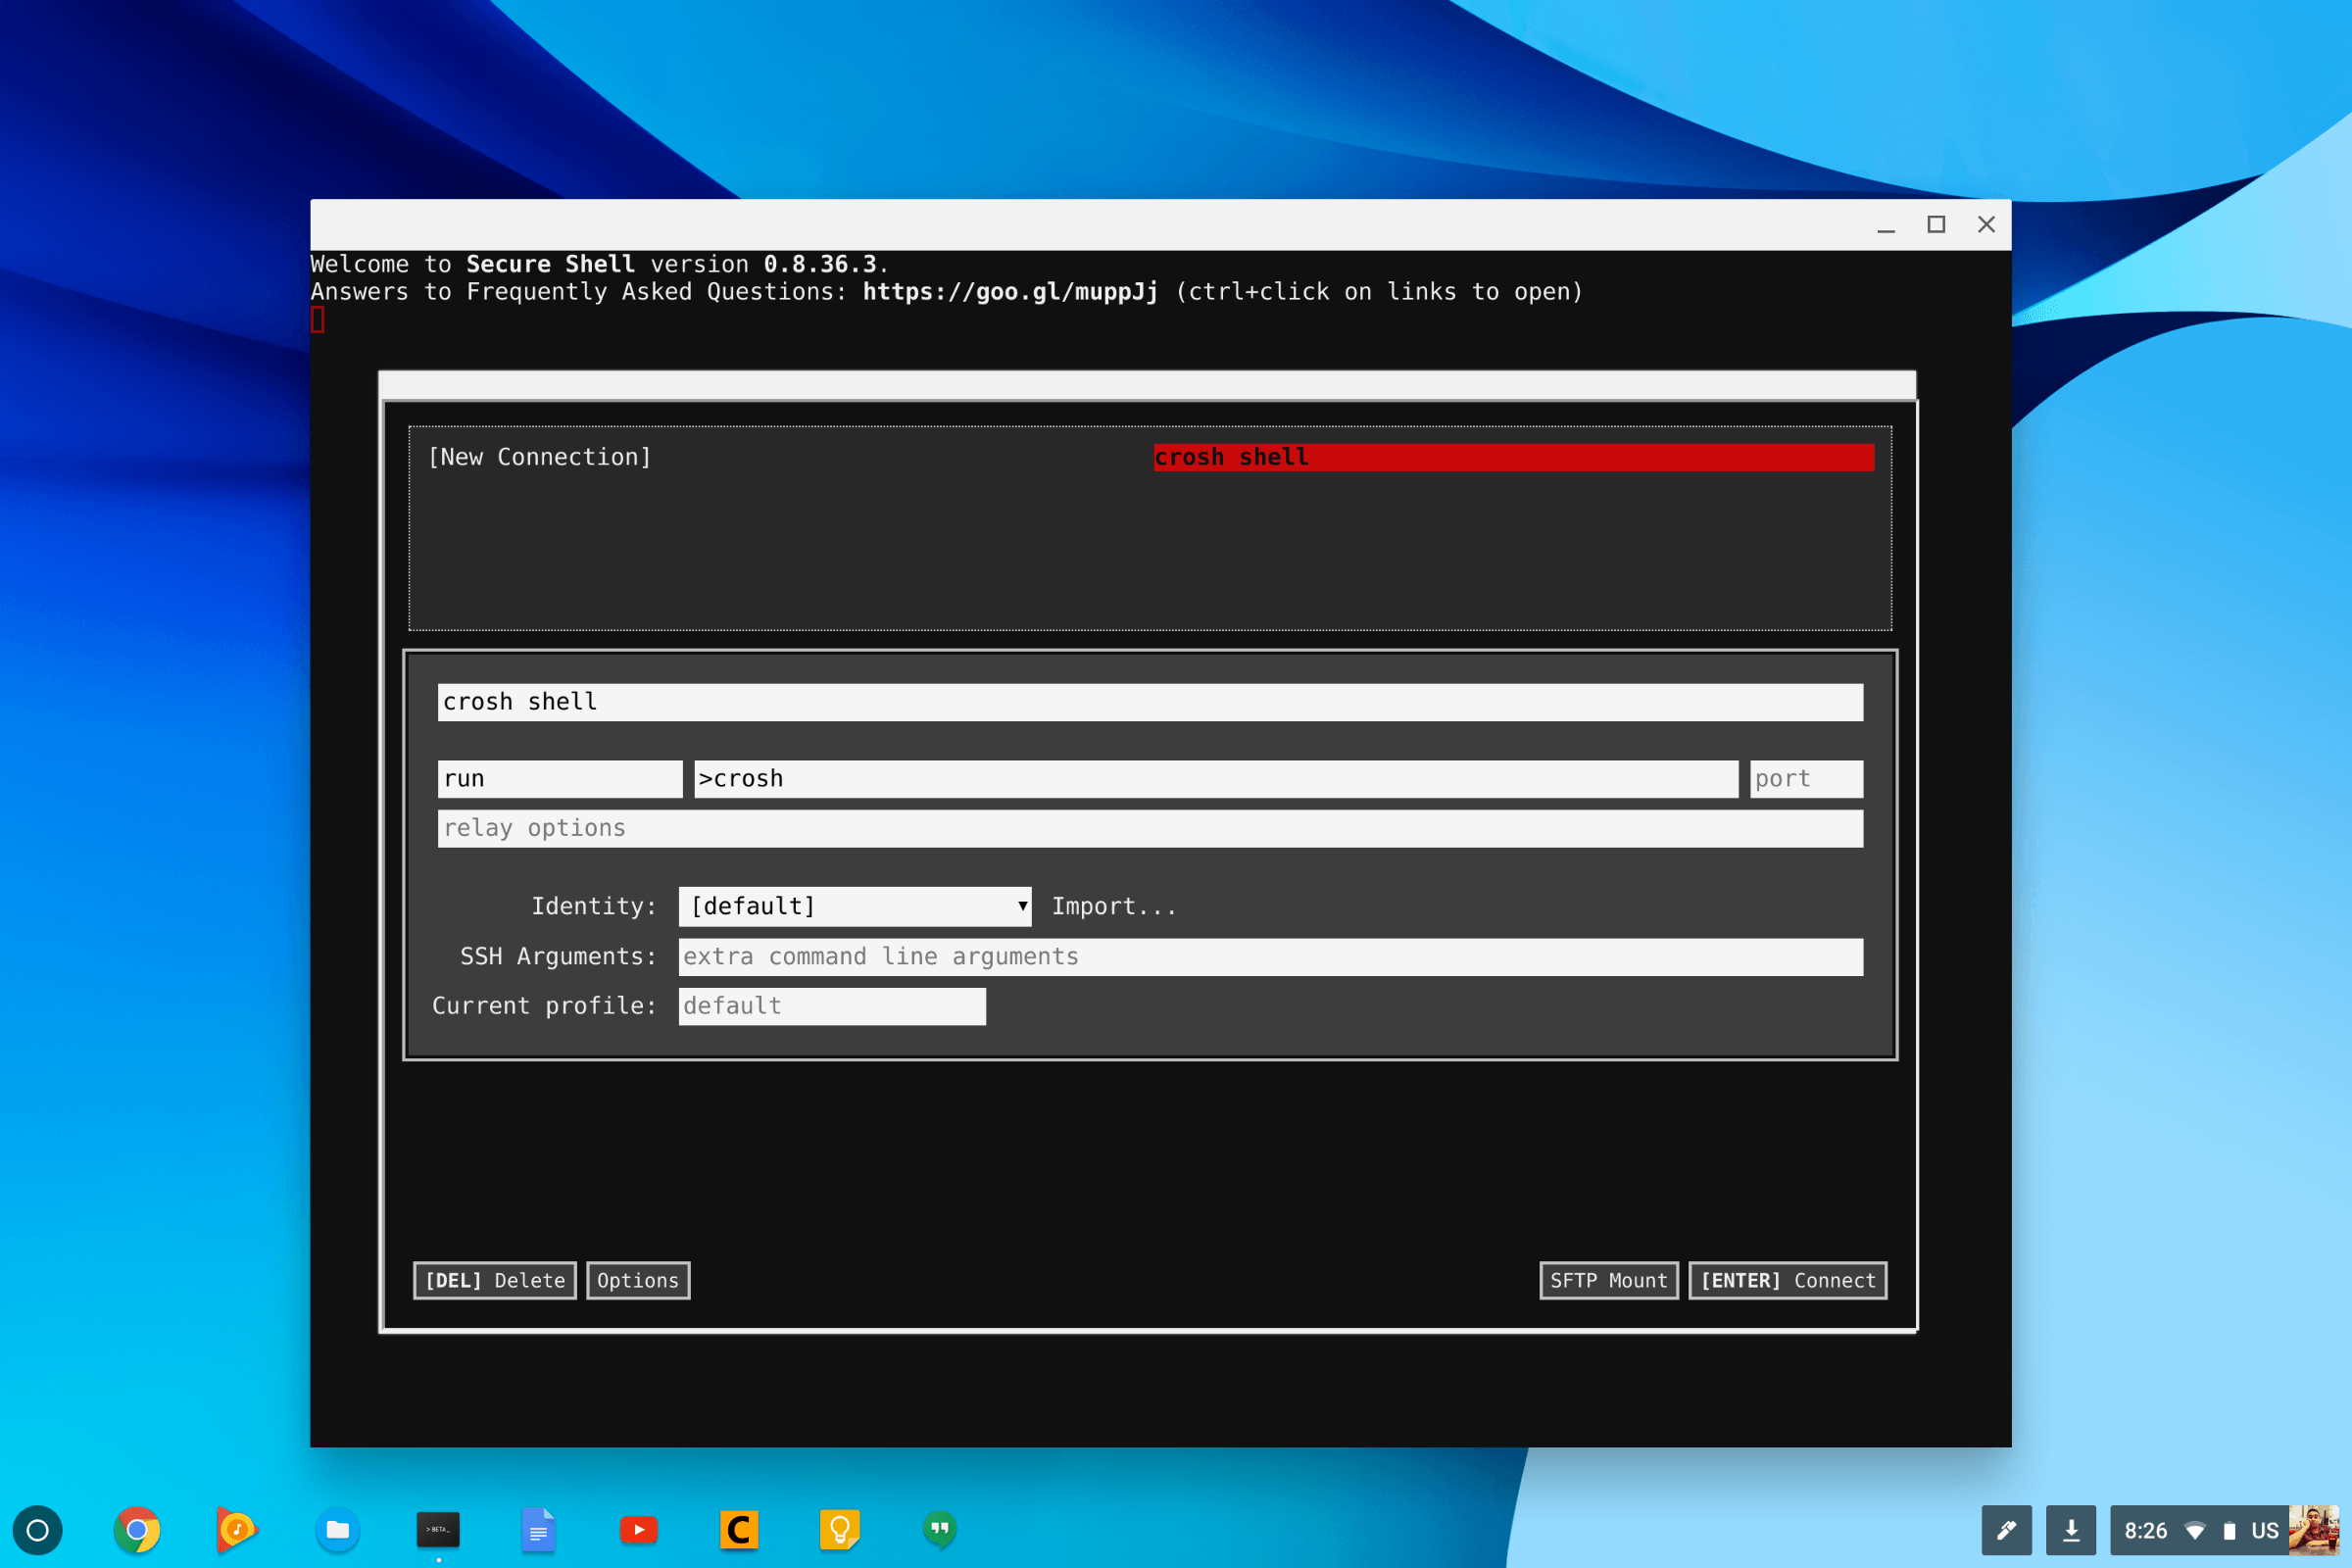 Welcome to Secure Shell version 0.8.36.3.
Answers to Frequently Asked Questions: https://goo.gl/muppJj (ctrl+click on links to open)
[New Connection] crosh shell
crosh shell
run >crosh port
relay options
Identity: [default] Import...
SSH Arguments: extra command line arguments
Current profile: default
[DEL] Delete Options SFTP Mount [ENTER] Connect
>BETA_ C 8:26 US